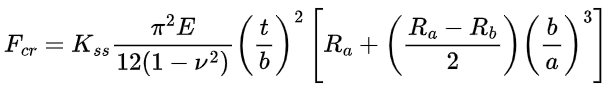 F_{cr} = K_{ss} \frac{\pi^2 E}{12(1 - \nu^2)} \left( \frac{t}{b} \right)^2 \left[ R_a + \left( \frac{R_a - R_b}{2} \right) \left( \frac{b}{a} \right)^3 \right]